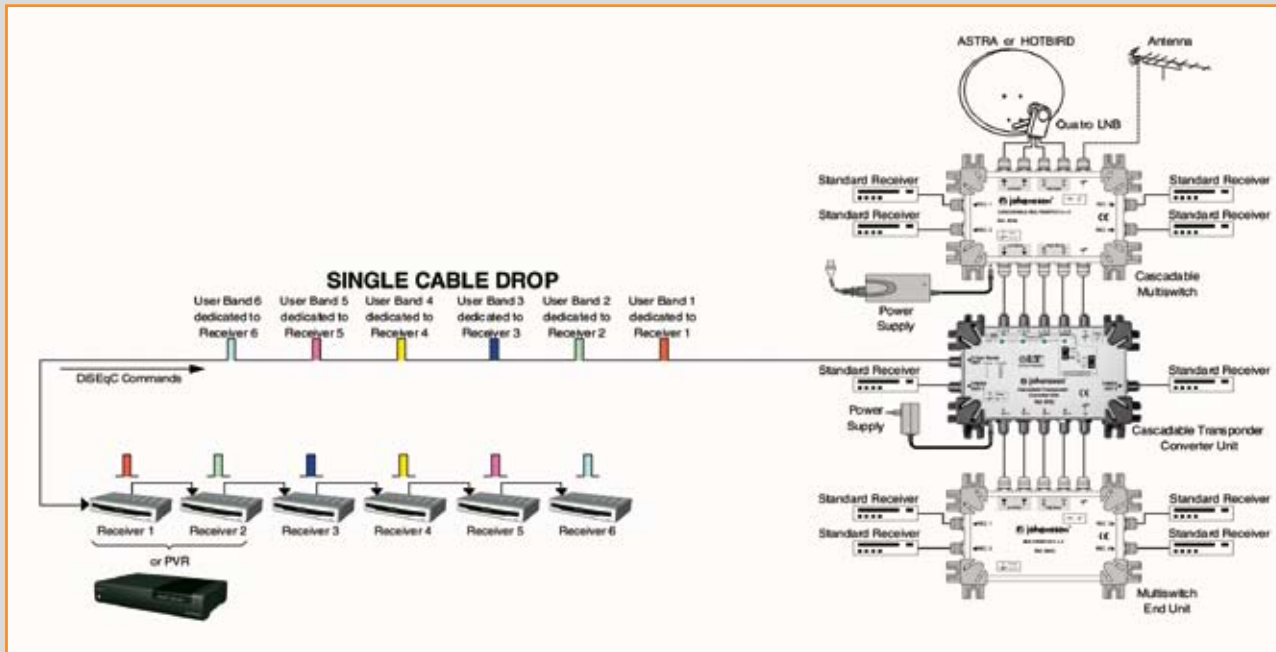 ASTRA or HOTBIRD
Antenna
Quatro LNB
Standard Receiver
Standard Receiver
Standard Receiver
Standard Receiver
johansson
Cascadable
Multiswitch
Power
Supply
SINGLE CABLE DROP
User Band 6
dedicated to
Receiver 6
User Band 5
dedicated to
Receiver 5
User Band 4
dedicated to
Receiver 4
User Band 3
dedicated to
Receiver 3
User Band 2
dedicated to
Receiver 2
User Band 1
dedicated to
Receiver 1
DiSEqC Commands
Standard Receiver
Standard Receiver
johansson
Power
Supply
Cascadable Transponder
Converter Unit
Receiver 1
Receiver 2
Receiver 3
Receiver 4
Receiver 5
Receiver 6
or PVR
Standard Receiver
Standard Receiver
Standard Receiver
Standard Receiver
johansson
Multiswitch
End Unit